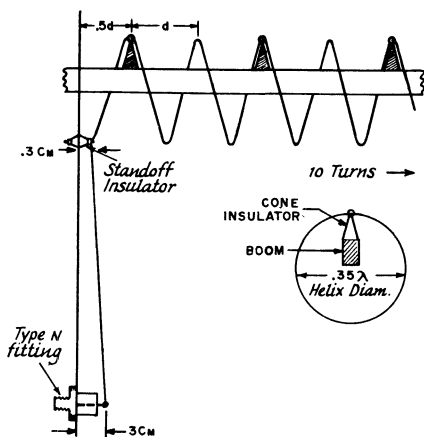 .5d
d
.3 CM
Standoff
Insulator
10 Turns
CONE
INSULATOR
BOOM
.35λ
Helix Diam.
Type N
fitting
3CM